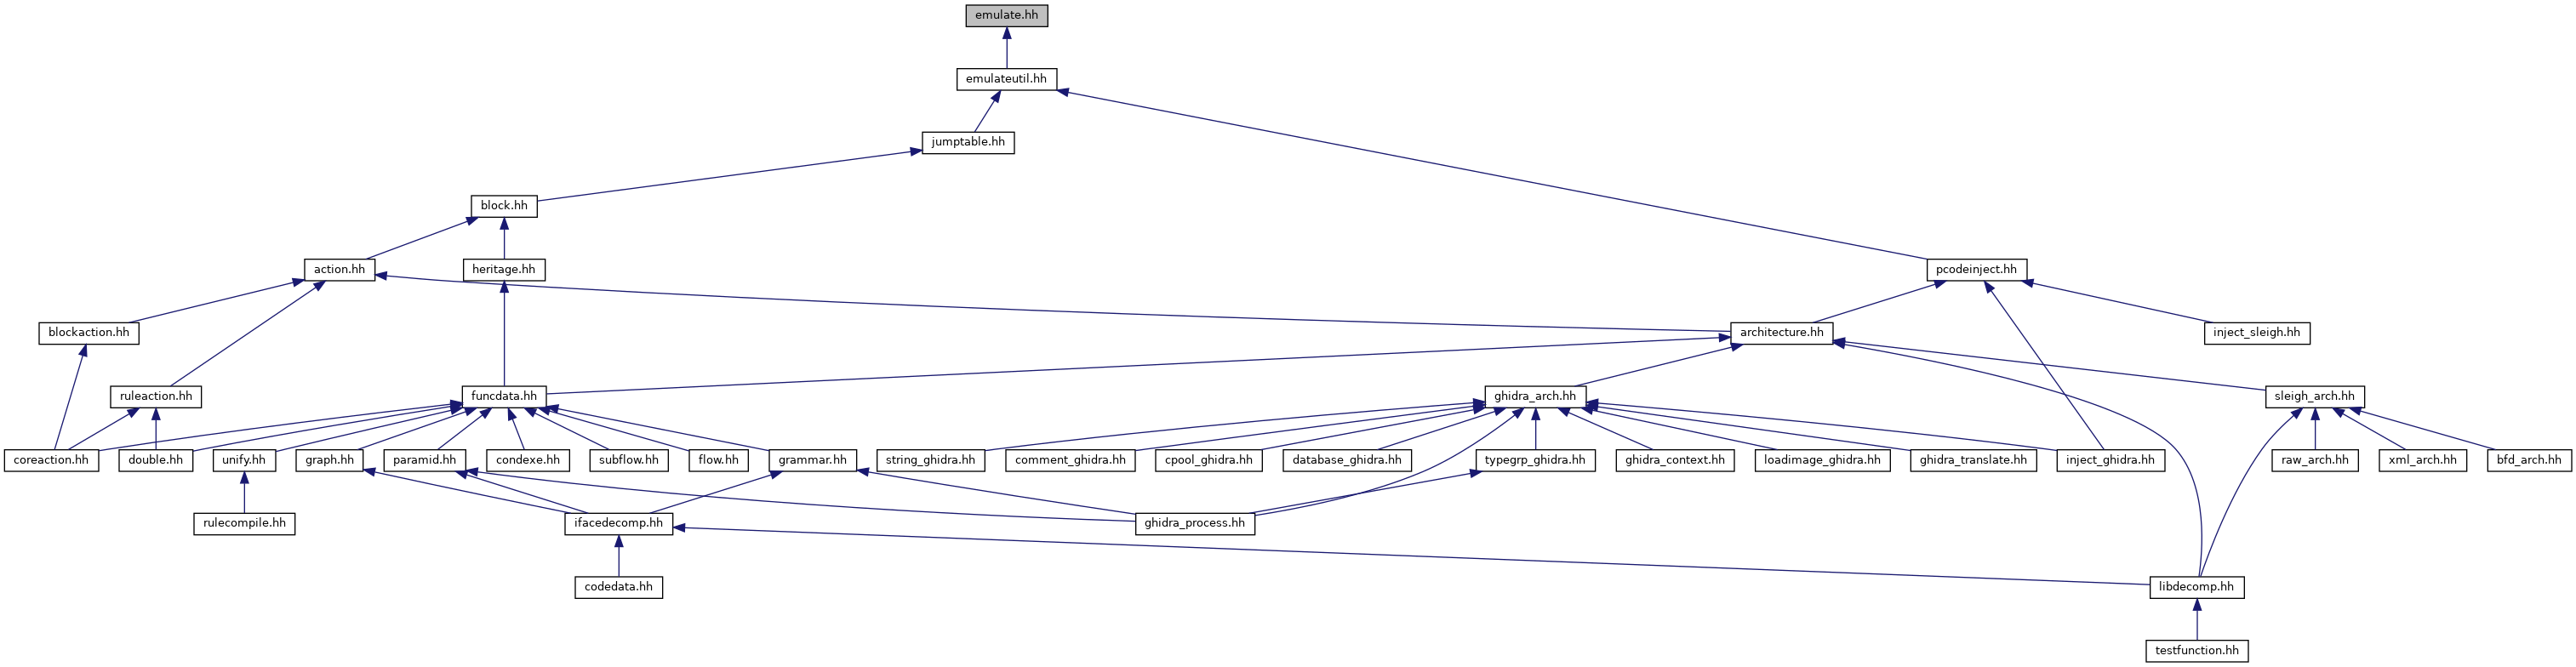 emulate.hh
emulateutil.hh
jumptable.hh
block.hh
action.hh
heritage.hh
pcodeinject.hh
blockaction.hh
architecture.hh
inject_sleigh.hh
ruleaction.hh
funcdata.hh
ghidra_arch.hh
sleigh_arch.hh
coreaction.hh
double.hh
unify.hh
graph.hh
paramid.hh
condexe.hh
subflow.hh
flow.hh
grammar.hh
string_ghidra.hh
comment_ghidra.hh
cpool_ghidra.hh
database_ghidra.hh
typegrp_ghidra.hh
ghidra_context.hh
loadimage_ghidra.hh
ghidra_translate.hh
inject_ghidra.hh
raw_arch.hh
xml_arch.hh
bfd_arch.hh
rulecompile.hh
ifacedecomp.hh
ghidra_process.hh
codedata.hh
libdecomp.hh
testfunction.hh